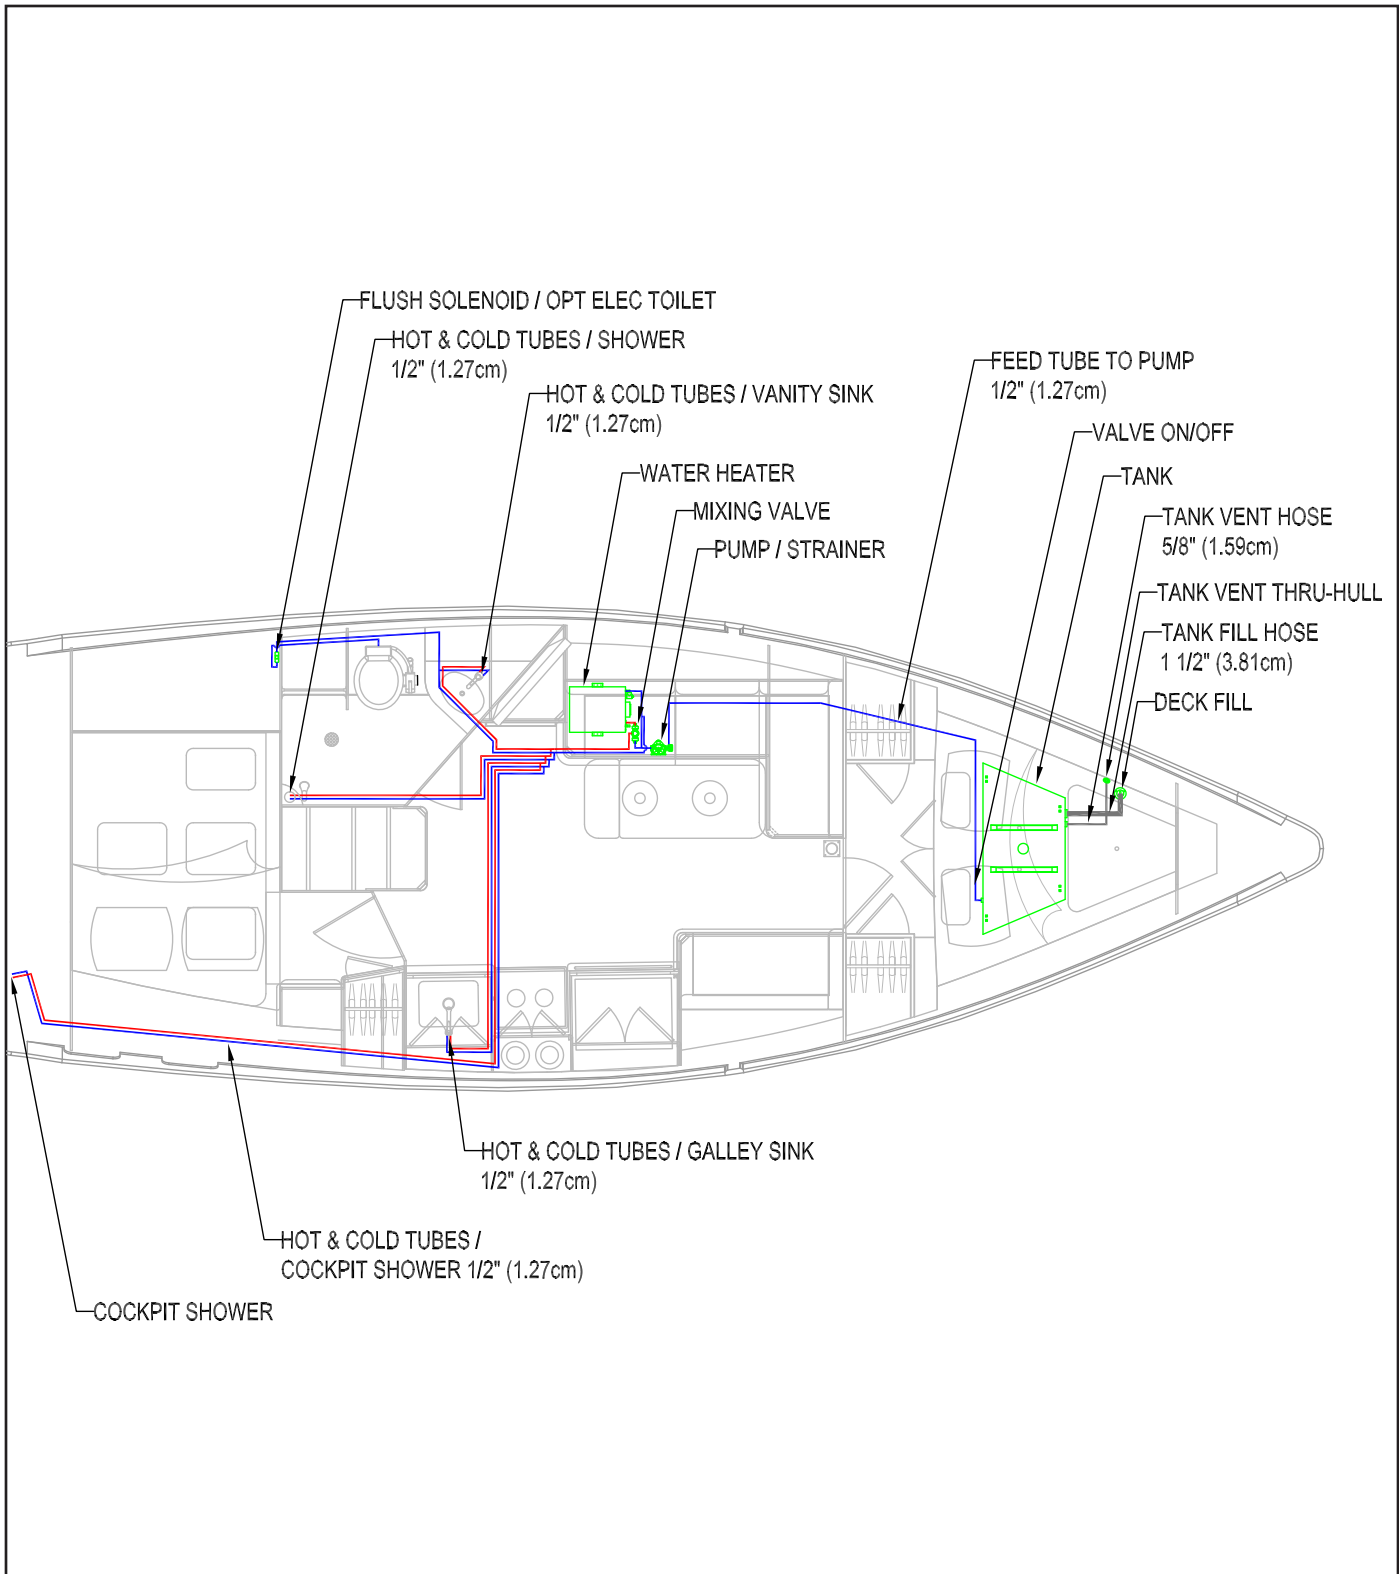 FLUSH SOLENOID / OPT ELEC TOILET
HOT & COLD TUBES / SHOWER
1/2" (1.27cm)
HOT & COLD TUBES / VANITY SINK
1/2" (1.27cm)
WATER HEATER
MIXING VALVE
PUMP / STRAINER
FEED TUBE TO PUMP
1/2" (1.27cm)
VALVE ON/OFF
TANK
TANK VENT HOSE
5/8" (1.59cm)
TANK VENT THRU-HULL
TANK FILL HOSE
1 1/2" (3.81cm)
DECK FILL
HOT & COLD TUBES / GALLEY SINK
1/2" (1.27cm)
HOT & COLD TUBES /
COCKPIT SHOWER 1/2" (1.27cm)
COCKPIT SHOWER